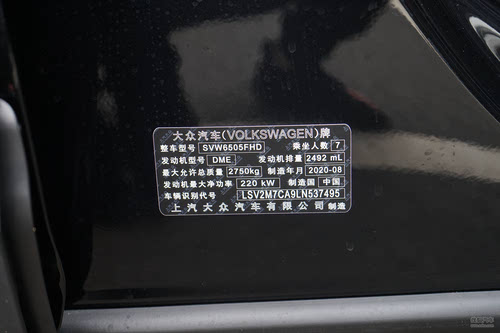 大众汽车(VOLKSWAGEN)牌
整车型号 SVW6505FHD 乘坐人数 7
发动机型号 DME 发动机排量 2492 mL
最大允许总质量 2750kg 制造年月 2020-08
发动机最大净功率 220 kW 制造国 中国
车辆识别代号 LSV2M7CA9LN537495
上汽大众汽车有限公司 制造